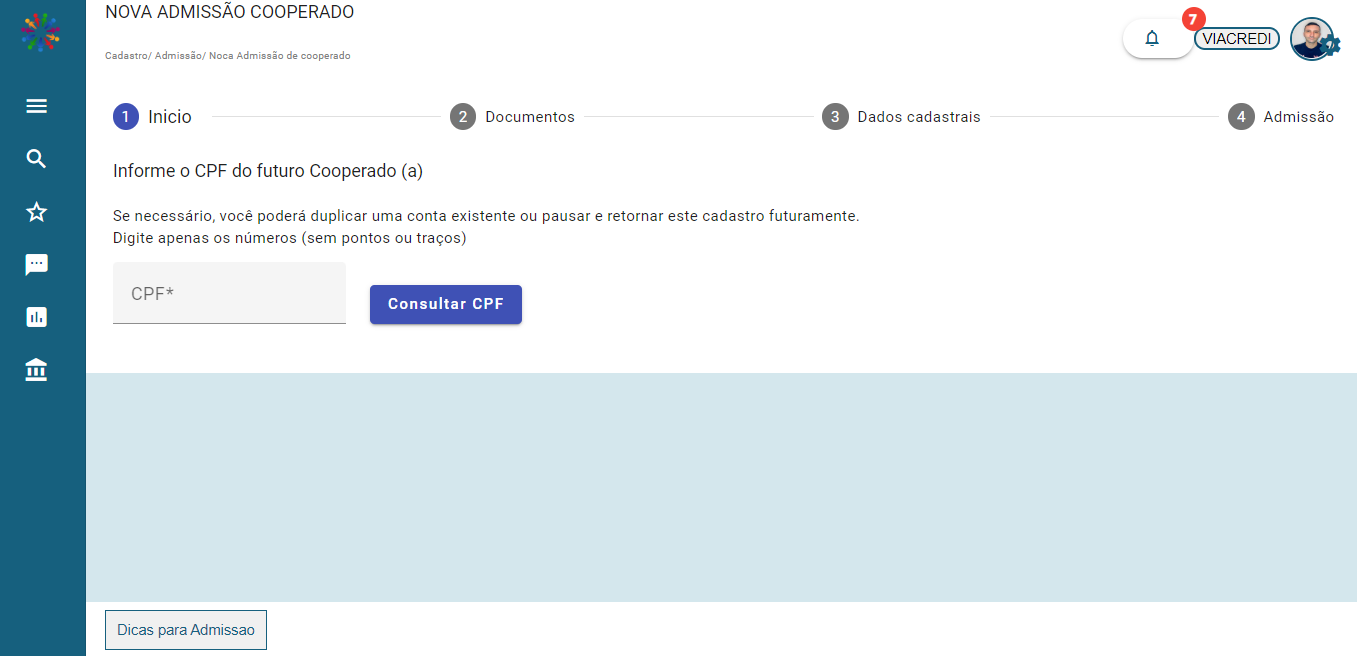 NOVA ADMISSÃO COOPERADO
7
VIACREDI
Cadastro/ Admissão/ Noca Admissão de cooperado
1 Inicio 2 Documentos 3 Dados cadastrais 4 Admissão
Informe o CPF do futuro Cooperado (a)
Se necessário, você poderá duplicar uma conta existente ou pausar e retornar este cadastro futuramente.
Digite apenas os números (sem pontos ou traços)
CPF*
Consultar CPF
Dicas para Admissao